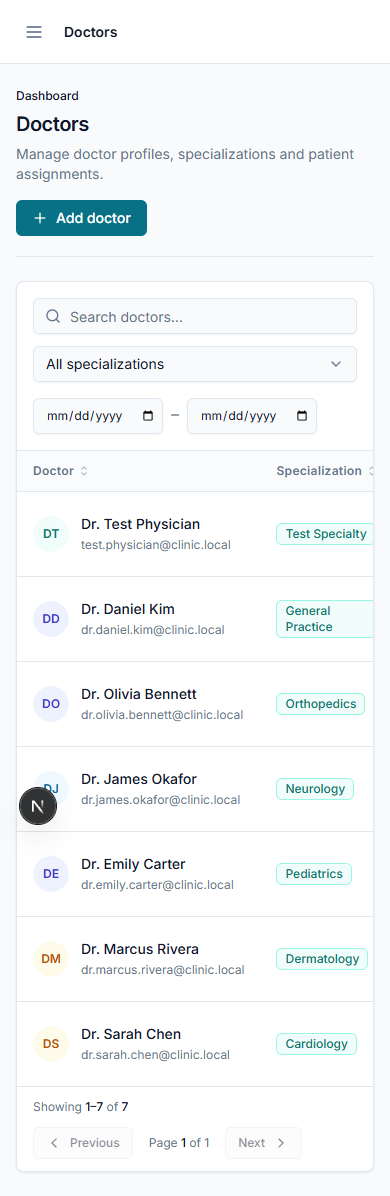 Doctors
Dashboard
Doctors
Manage doctor profiles, specializations and patient
assignments.
Add doctor
Search doctors...
All specializations
mm/dd/yyyy – mm/dd/yyyy
Doctor Specialization
DT Dr. Test Physician Test Specialty
test.physician@clinic.local
DD Dr. Daniel Kim General
dr.daniel.kim@clinic.local Practice
DO Dr. Olivia Bennett Orthopedics
dr.olivia.bennett@clinic.local
DJ Dr. James Okafor Neurology
dr.james.okafor@clinic.local
N
DE Dr. Emily Carter Pediatrics
dr.emily.carter@clinic.local
DM Dr. Marcus Rivera Dermatology
dr.marcus.rivera@clinic.local
DS Dr. Sarah Chen Cardiology
dr.sarah.chen@clinic.local
Showing 1–7 of 7
Previous Page 1 of 1 Next